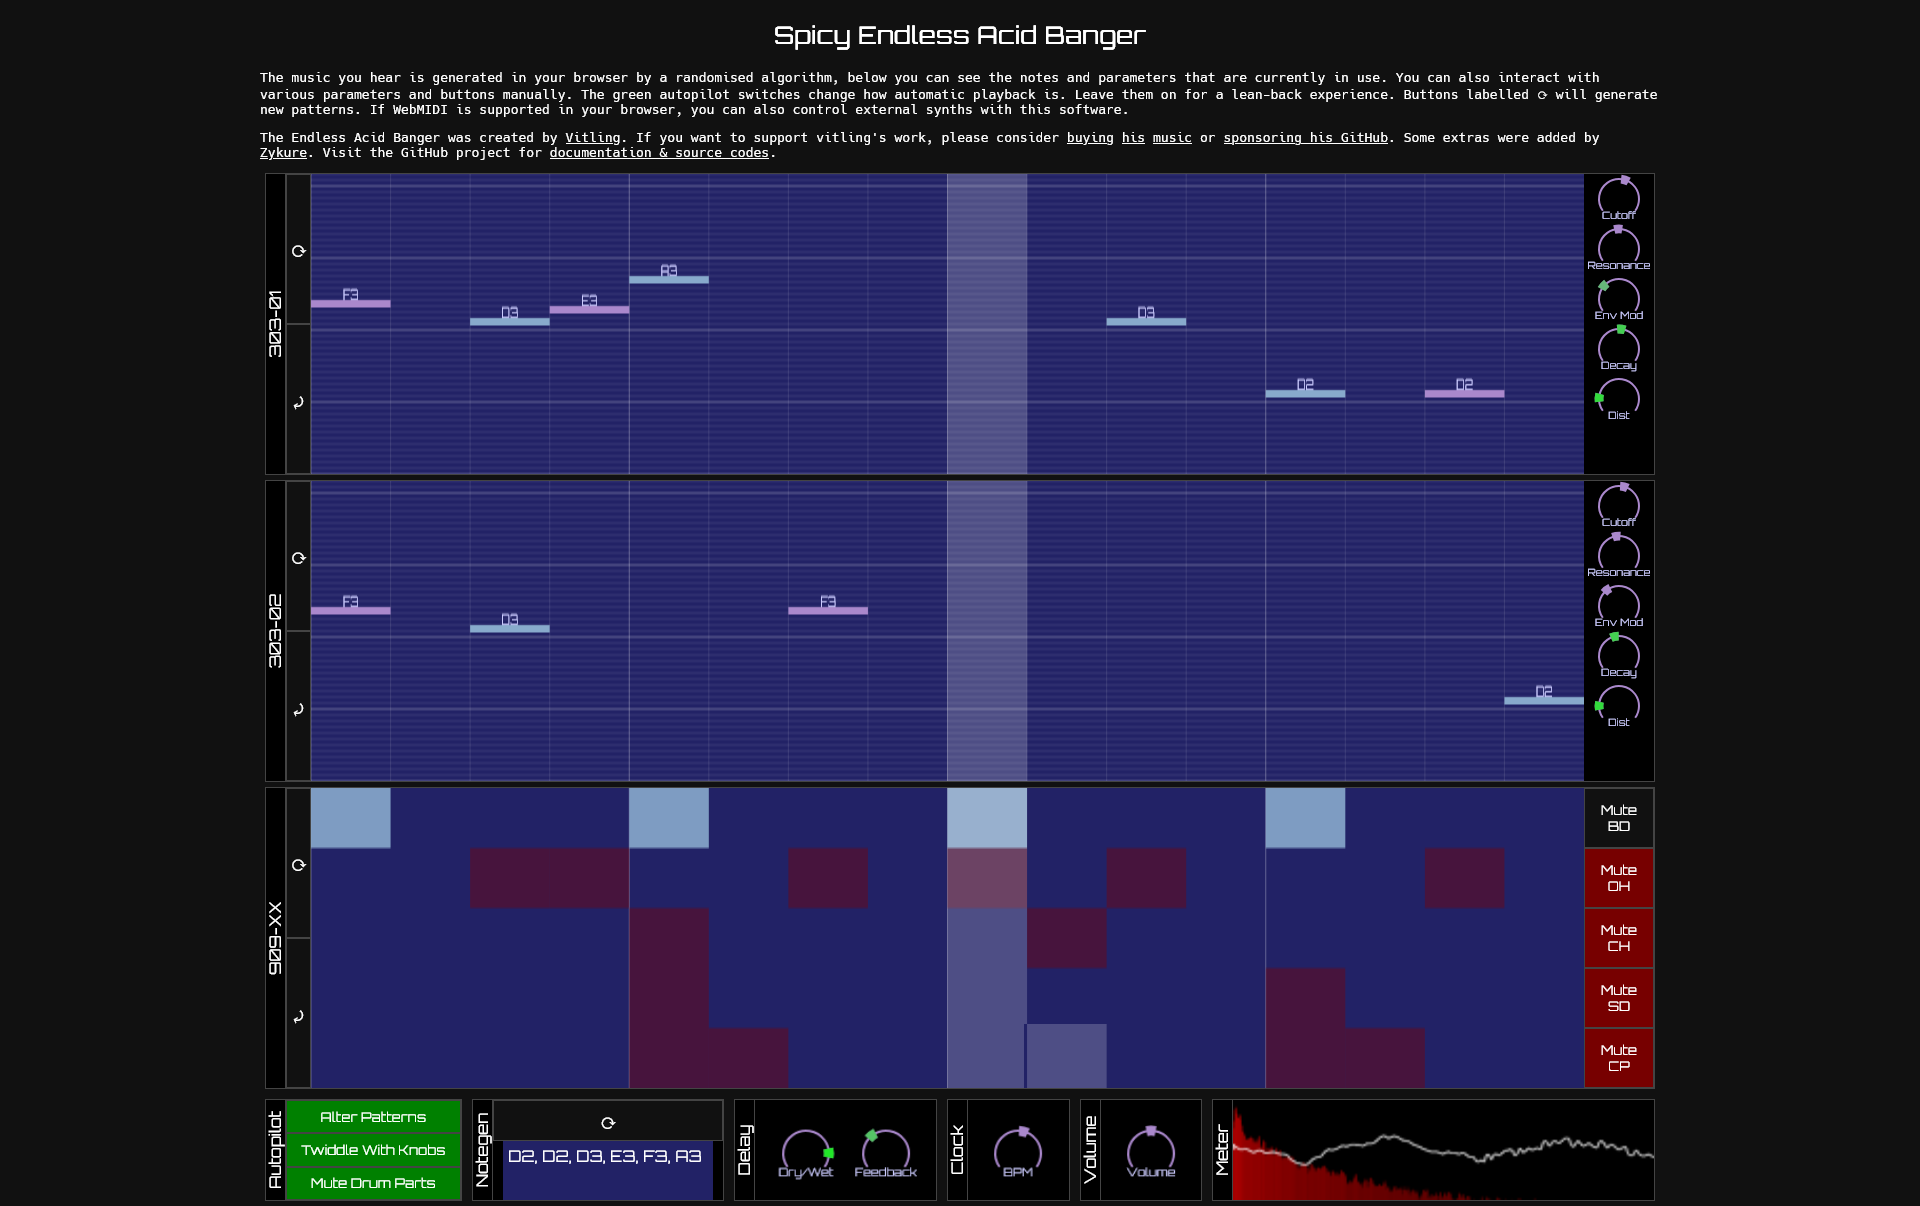 Spicy Endless Acid Banger
The music you hear is generated in your browser by a randomised algorithm, below you can see the notes and parameters that are currently in use. You can also interact with
various parameters and buttons manually. The green autopilot switches change how automatic playback is. Leave them on for a lean-back experience. Buttons labelled ⟳ will generate
new patterns. If WebMIDI is supported in your browser, you can also control external synths with this software.
The Endless Acid Banger was created by Vitling. If you want to support vitling's work, please consider buying his music or sponsoring his GitHub. Some extras were added by
Zykure. Visit the GitHub project for documentation & source codes.
303-01
⟳
⤸
F3
D3
E3
A3
D3
D2
D2
Cutoff
Resonance
Env Mod
Decay
Dist
303-02
⟳
⤸
F3
D3
F3
D2
Cutoff
Resonance
Env Mod
Decay
Dist
909-XX
⟳
⤸
Mute
BD
Mute
OH
Mute
CH
Mute
SD
Mute
CP
Autopilot
Alter Patterns
Twiddle With Knobs
Mute Drum Parts
Notegen
⟳
D2, D2, D3, E3, F3, A3
Delay
Dry/Wet
Feedback
Clock
BPM
Volume
Volume
Meter